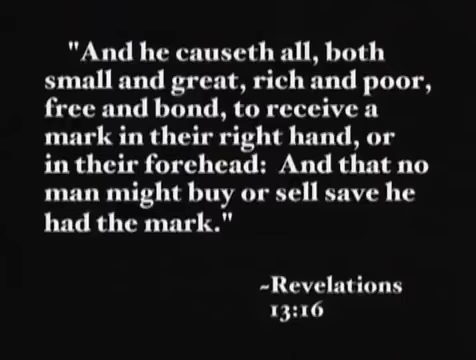 "And he causeth all, both
small and great, rich and poor,
free and bond, to receive a
mark in their right hand, or
in their forehead:  And that no
man might buy or sell save he
had the mark."
~Revelations
13:16